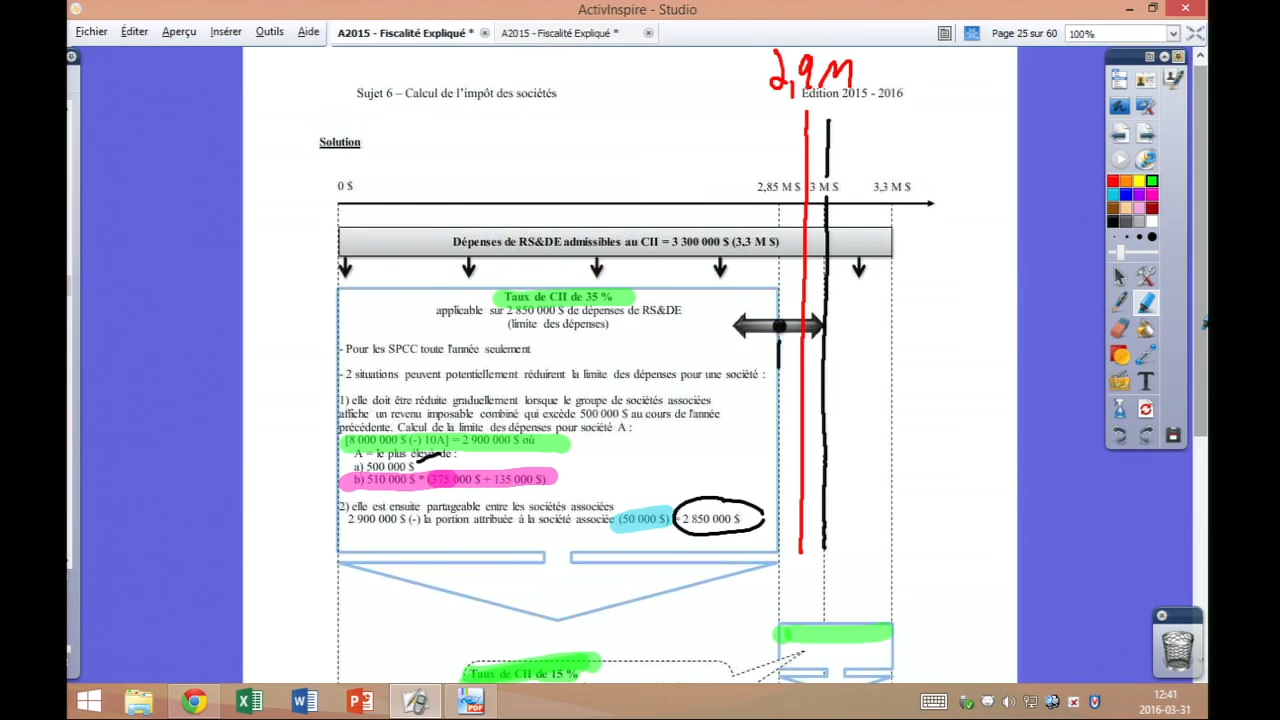 ActivInspire - Studio
Fichier Éditer Aperçu Insérer Outils Aide A2015 - Fiscalité Expliqué * A2015 - Fiscalité Expliqué * Page 25 sur 60 100%
2,9 M
Sujet 6 – Calcul de l'impôt des sociétés Édition 2015 - 2016
Solution
0 $ 2,85 M $ 3 M $ 3,3 M $
Dépenses de RS&DE admissibles au CII = 3 300 000 $ (3,3 M $)
Taux de CII de 35 %
applicable sur 2 850 000 $ de dépenses de RS&DE
(limite des dépenses)
- Pour les SPCC toute l'année seulement
- 2 situations peuvent potentiellement réduirent la limite des dépenses pour une société :
1) elle doit être réduite graduellement lorsque le groupe de sociétés associées
affiche un revenu imposable combiné qui excède 500 000 $ au cours de l'année
précédente. Calcul de la limite des dépenses pour société A :
[8 000 000 $ (-) 10A] = 2 900 000 $ où
A = le plus élevé de :
a) 500 000 $
b) 510 000 $ * (375 000 $ + 135 000 $)
2) elle est ensuite partageable entre les sociétés associées
2 900 000 $ (-) la portion attribuée à la société associée (50 000 $) = 2 850 000 $
Taux de CII de 15 %
12:41
2016-03-31